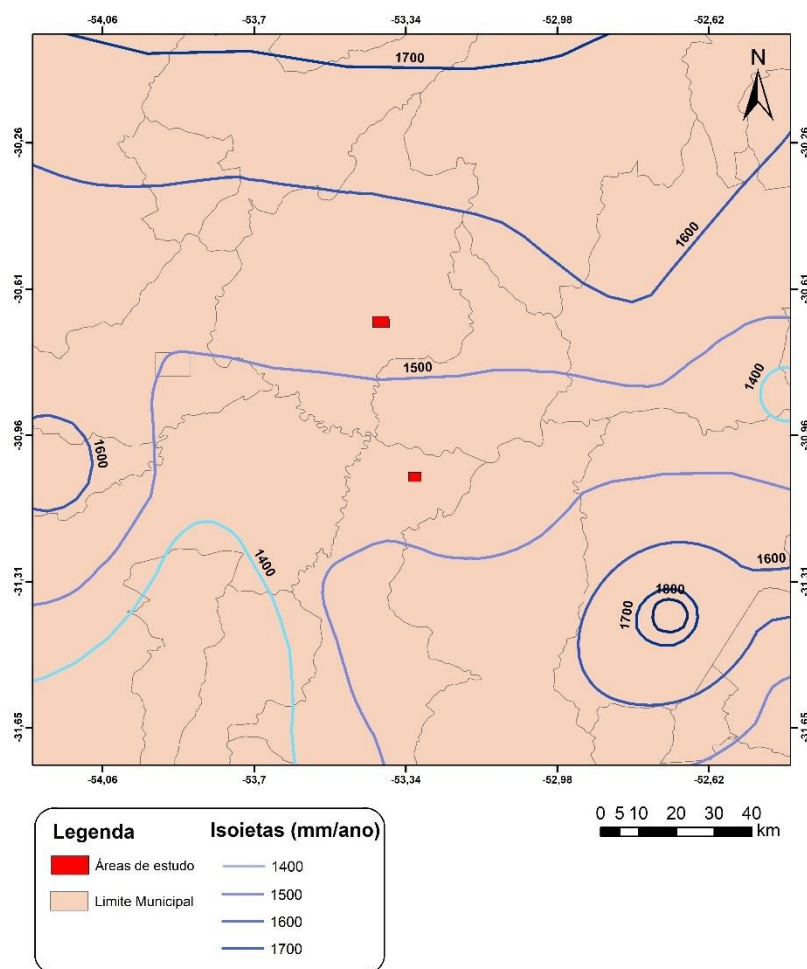 -54,06 -53,7 -53,34 -52,98 -52,62
1700
N
-30,26 -30,26
1600
-30,61 -30,61
1500
1400
-30,96 -30,96
1600
1400
1600
-31,31 -31,31
1800
1700
-31,65 -31,65
-54,06 -53,7 -53,34 -52,98 -52,62
0 5 10 20 30 40
km
Legenda
Áreas de estudo
Limite Municipal
Isoietas (mm/ano)
1400
1500
1600
1700